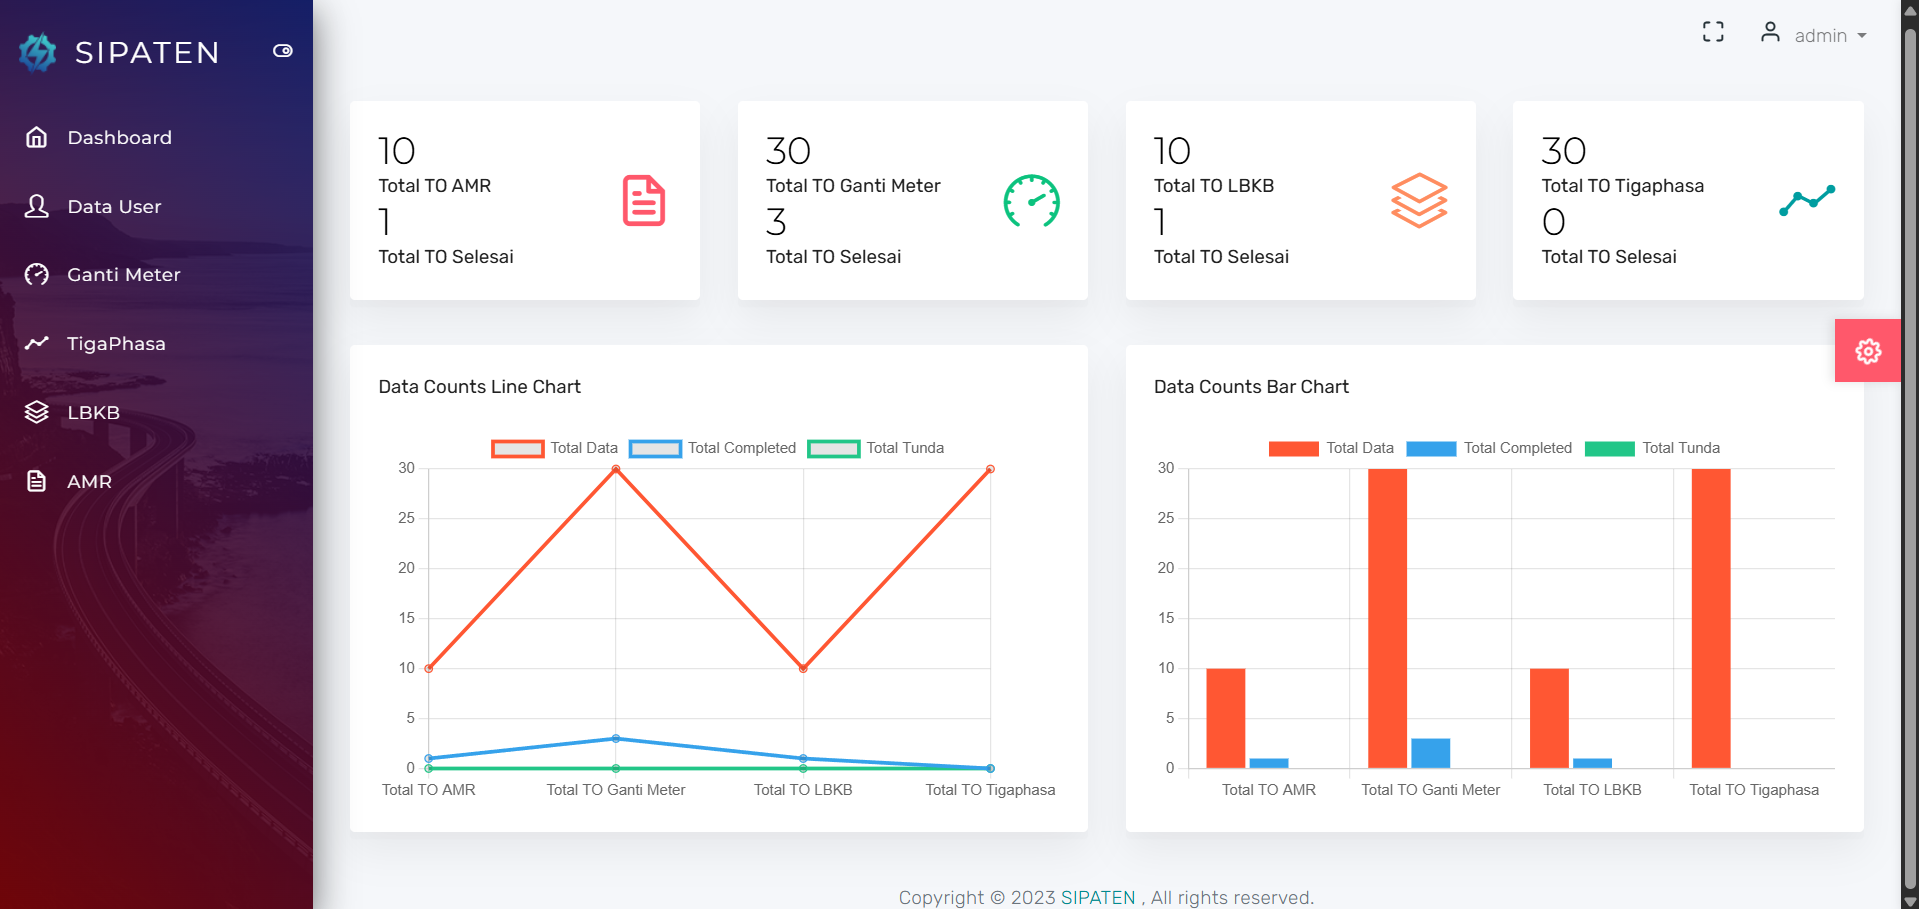 SIPATEN
Dashboard
Data User
Ganti Meter
TigaPhasa
LBKB
AMR
admin
10
Total TO AMR
1
Total TO Selesai
30
Total TO Ganti Meter
3
Total TO Selesai
10
Total TO LBKB
1
Total TO Selesai
30
Total TO Tigaphasa
0
Total TO Selesai
Data Counts Line Chart
Total Data Total Completed Total Tunda
30
25
20
15
10
5
0
Total TO AMR Total TO Ganti Meter Total TO LBKB Total TO Tigaphasa
Data Counts Bar Chart
Total Data Total Completed Total Tunda
30
25
20
15
10
5
0
Total TO AMR Total TO Ganti Meter Total TO LBKB Total TO Tigaphasa
Copyright © 2023 SIPATEN , All rights reserved.